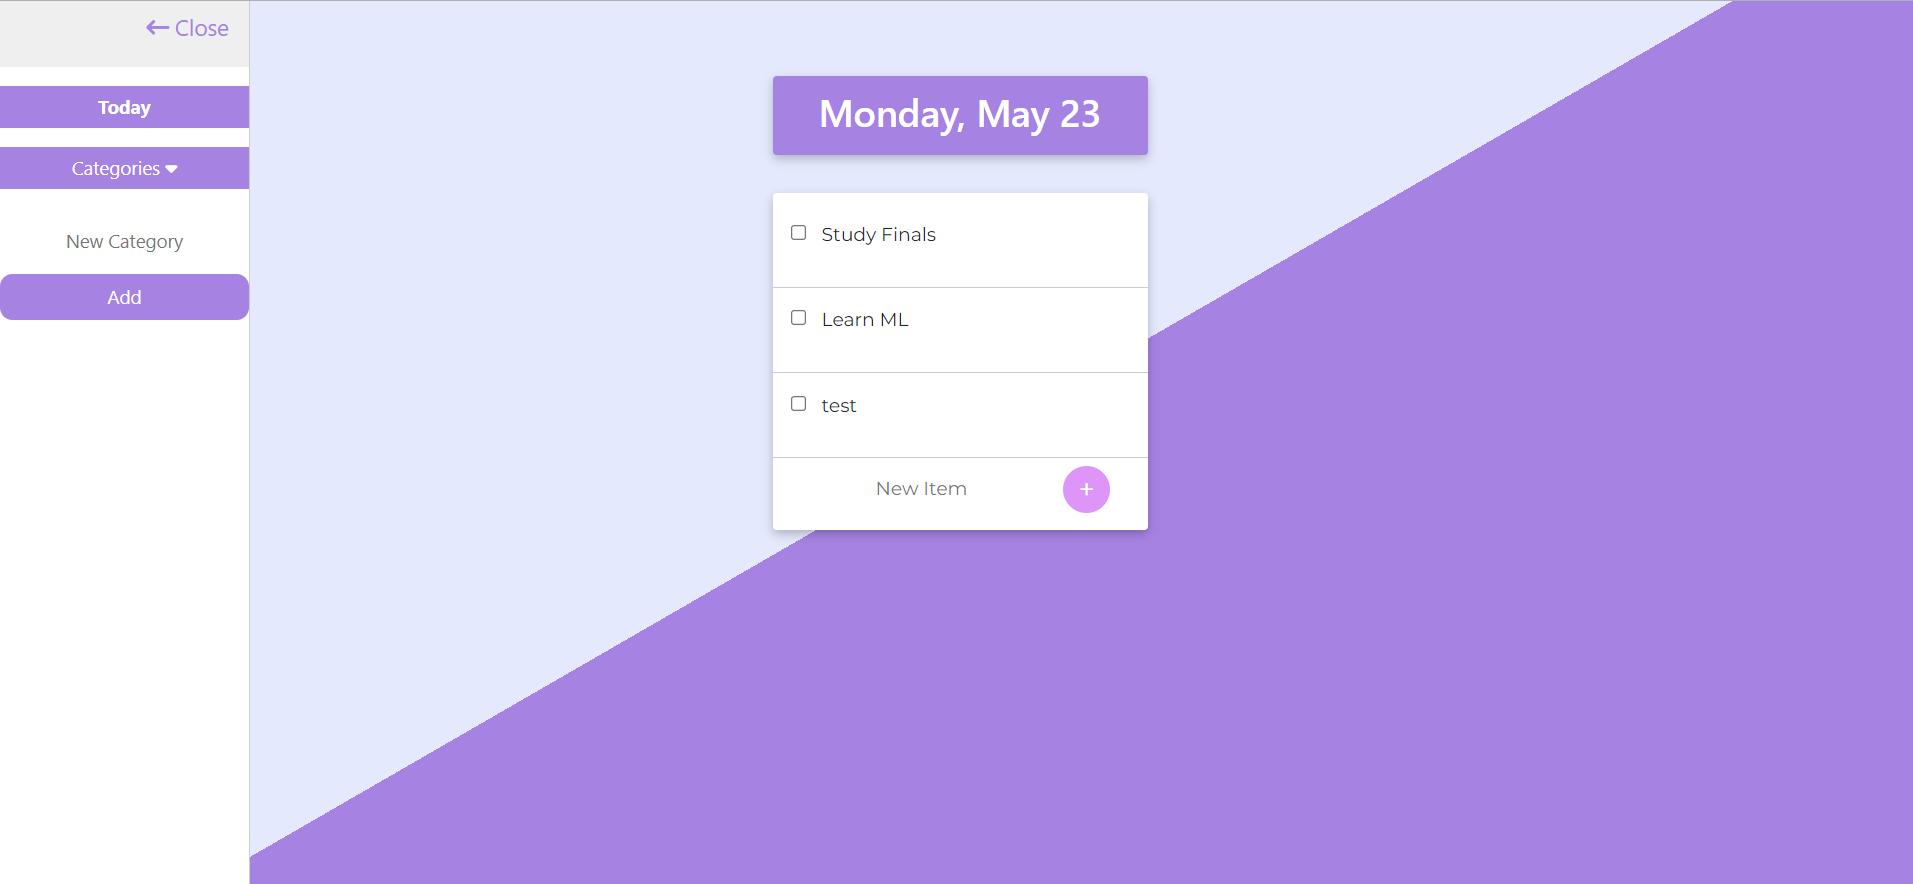 Close
Today
Categories
New Category
Add
Monday, May 23
Study Finals
Learn ML
test
New Item
+